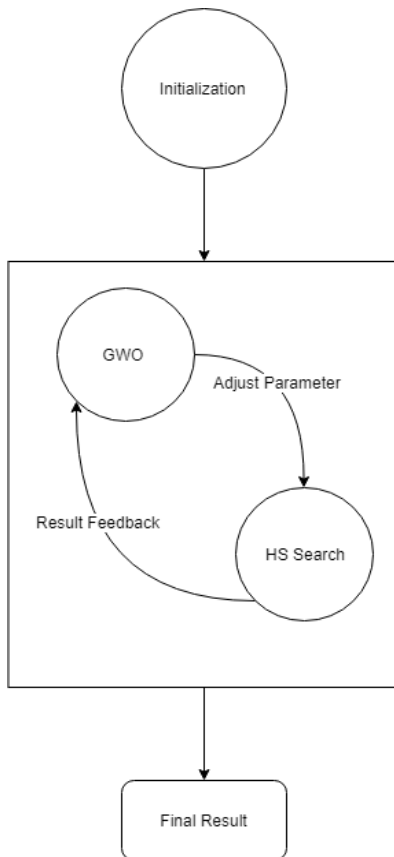 Initialization
GWO
Adjust Parameter
Result Feedback
HS Search
Final Result